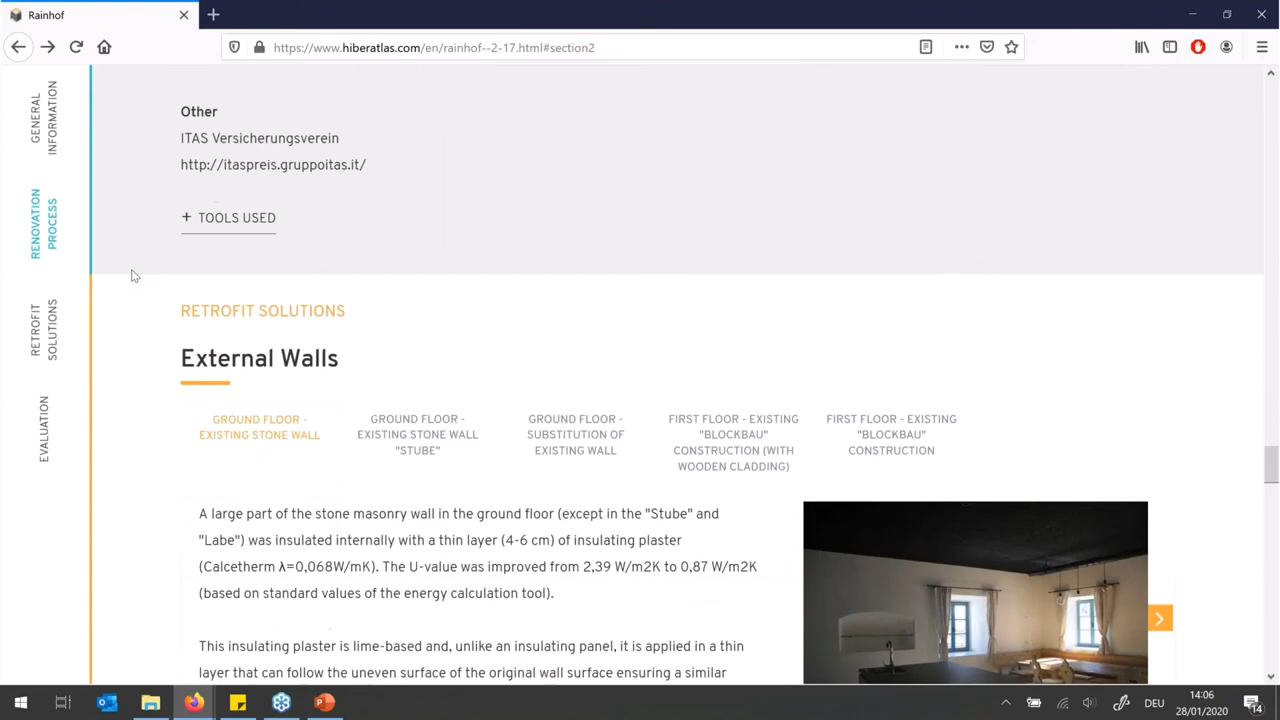 Rainhof
https://www.hiberatlas.com/en/rainhof--2-17.html#section2
GENERAL
INFORMATION
RENOVATION
PROCESS
RETROFIT
SOLUTIONS
EVALUATION
Other
ITAS Versicherungsverein
http://itaspreis.gruppoitas.it/
+ TOOLS USED
RETROFIT SOLUTIONS
External Walls
GROUND FLOOR -
EXISTING STONE WALL
GROUND FLOOR -
EXISTING STONE WALL
"STUBE"
GROUND FLOOR -
SUBSTITUTION OF
EXISTING WALL
FIRST FLOOR - EXISTING
"BLOCKBAU"
CONSTRUCTION (WITH
WOODEN CLADDING)
FIRST FLOOR - EXISTING
"BLOCKBAU"
CONSTRUCTION
A large part of the stone masonry wall in the ground floor (except in the "Stube" and
"Labe") was insulated internally with a thin layer (4-6 cm) of insulating plaster
(Calcetherm λ=0,068W/mK). The U-value was improved from 2,39 W/m2K to 0,87 W/m2K
(based on standard values of the energy calculation tool).
This insulating plaster is lime-based and, unlike an insulating panel, it is applied in a thin
layer that can follow the uneven surface of the original wall surface ensuring a similar
DEU
14:06
28/01/2020
14